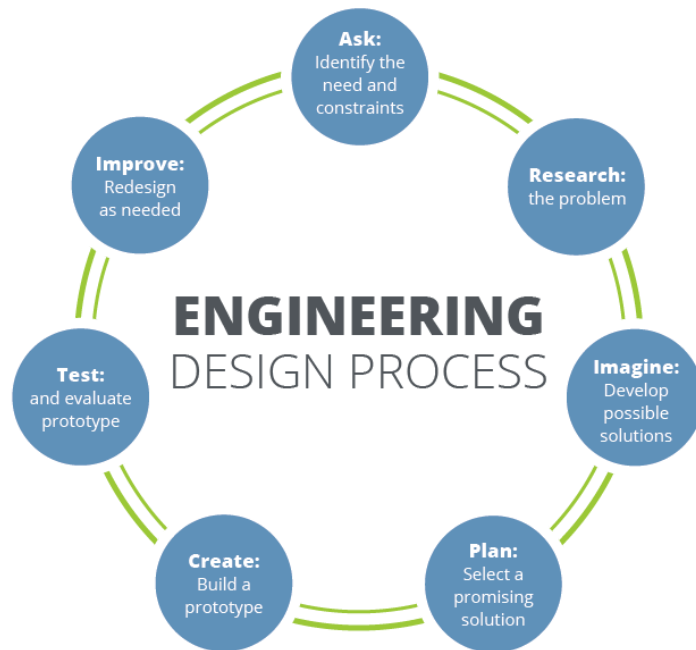 Ask:
Identify the
need and
constraints
Research:
the problem
Imagine:
Develop
possible
solutions
Plan:
Select a
promising
solution
Create:
Build a
prototype
Test:
and evaluate
prototype
Improve:
Redesign
as needed
ENGINEERING
DESIGN PROCESS